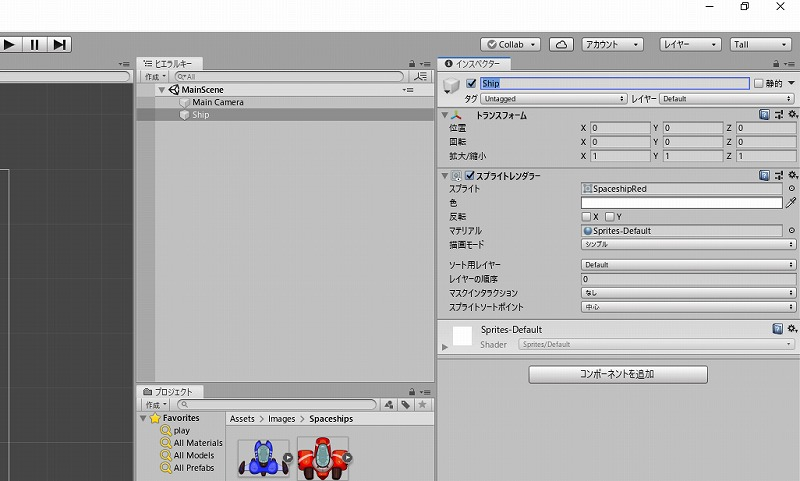 Collab
アカウント
レイヤー
Tall
ヒエラルキー
作成
All
MainScene
Main Camera
Ship
インスペクター
Ship
静的
タグ Untagged レイヤー Default
トランスフォーム
位置 X 0 Y 0 Z 0
回転 X 0 Y 0 Z 0
拡大/縮小 X 1 Y 1 Z 1
スプライトレンダラー
スプライト SpaceshipRed
色
反転 X Y
マテリアル Sprites-Default
描画モード シンプル
ソート用レイヤー Default
レイヤーの順序 0
マスクインタラクション なし
スプライトソートポイント 中心
Sprites-Default
Shader Sprites/Default
コンポーネントを追加
プロジェクト
作成
Favorites
play
All Materials
All Models
All Prefabs
Assets Images Spaceships